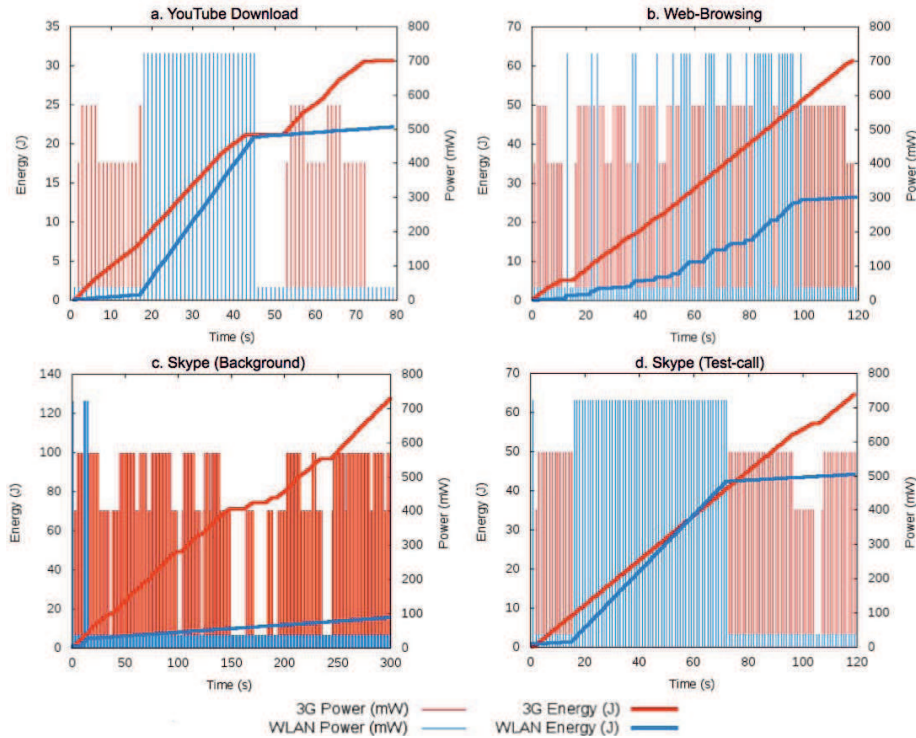 a. YouTube Download
35
30
25
20
15
10
5
0
Energy (J)
800
700
600
500
400
300
200
100
0
Power (mW)
0 10 20 30 40 50 60 70 80
Time (s)
b. Web-Browsing
70
60
50
40
30
20
10
0
Energy (J)
800
700
600
500
400
300
200
100
0
Power (mW)
0 20 40 60 80 100 120
Time (s)
c. Skype (Background)
140
120
100
80
60
40
20
0
Energy (J)
800
700
600
500
400
300
200
100
0
Power (mW)
0 50 100 150 200 250 300
Time (s)
d. Skype (Test-call)
70
60
50
40
30
20
10
0
Energy (J)
800
700
600
500
400
300
200
100
0
Power (mW)
0 20 40 60 80 100 120
Time (s)
3G Power (mW)
WLAN Power (mW)
3G Energy (J)
WLAN Energy (J)